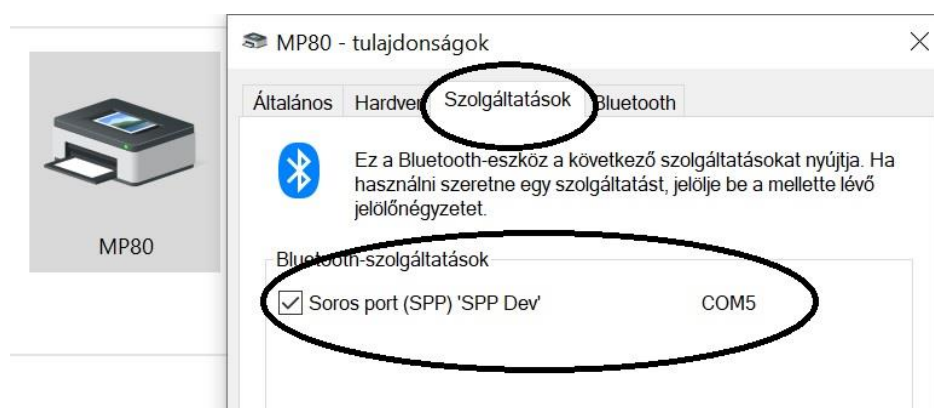 MP80 - tulajdonságok
Általános Hardver Szolgáltatások Bluetooth
Ez a Bluetooth-eszköz a következő szolgáltatásokat nyújtja. Ha
használni szeretne egy szolgáltatást, jelölje be a mellette lévő
jelölőnégyzetet.
MP80
Bluetooth-szolgáltatások
Soros port (SPP) 'SPP Dev' COM5